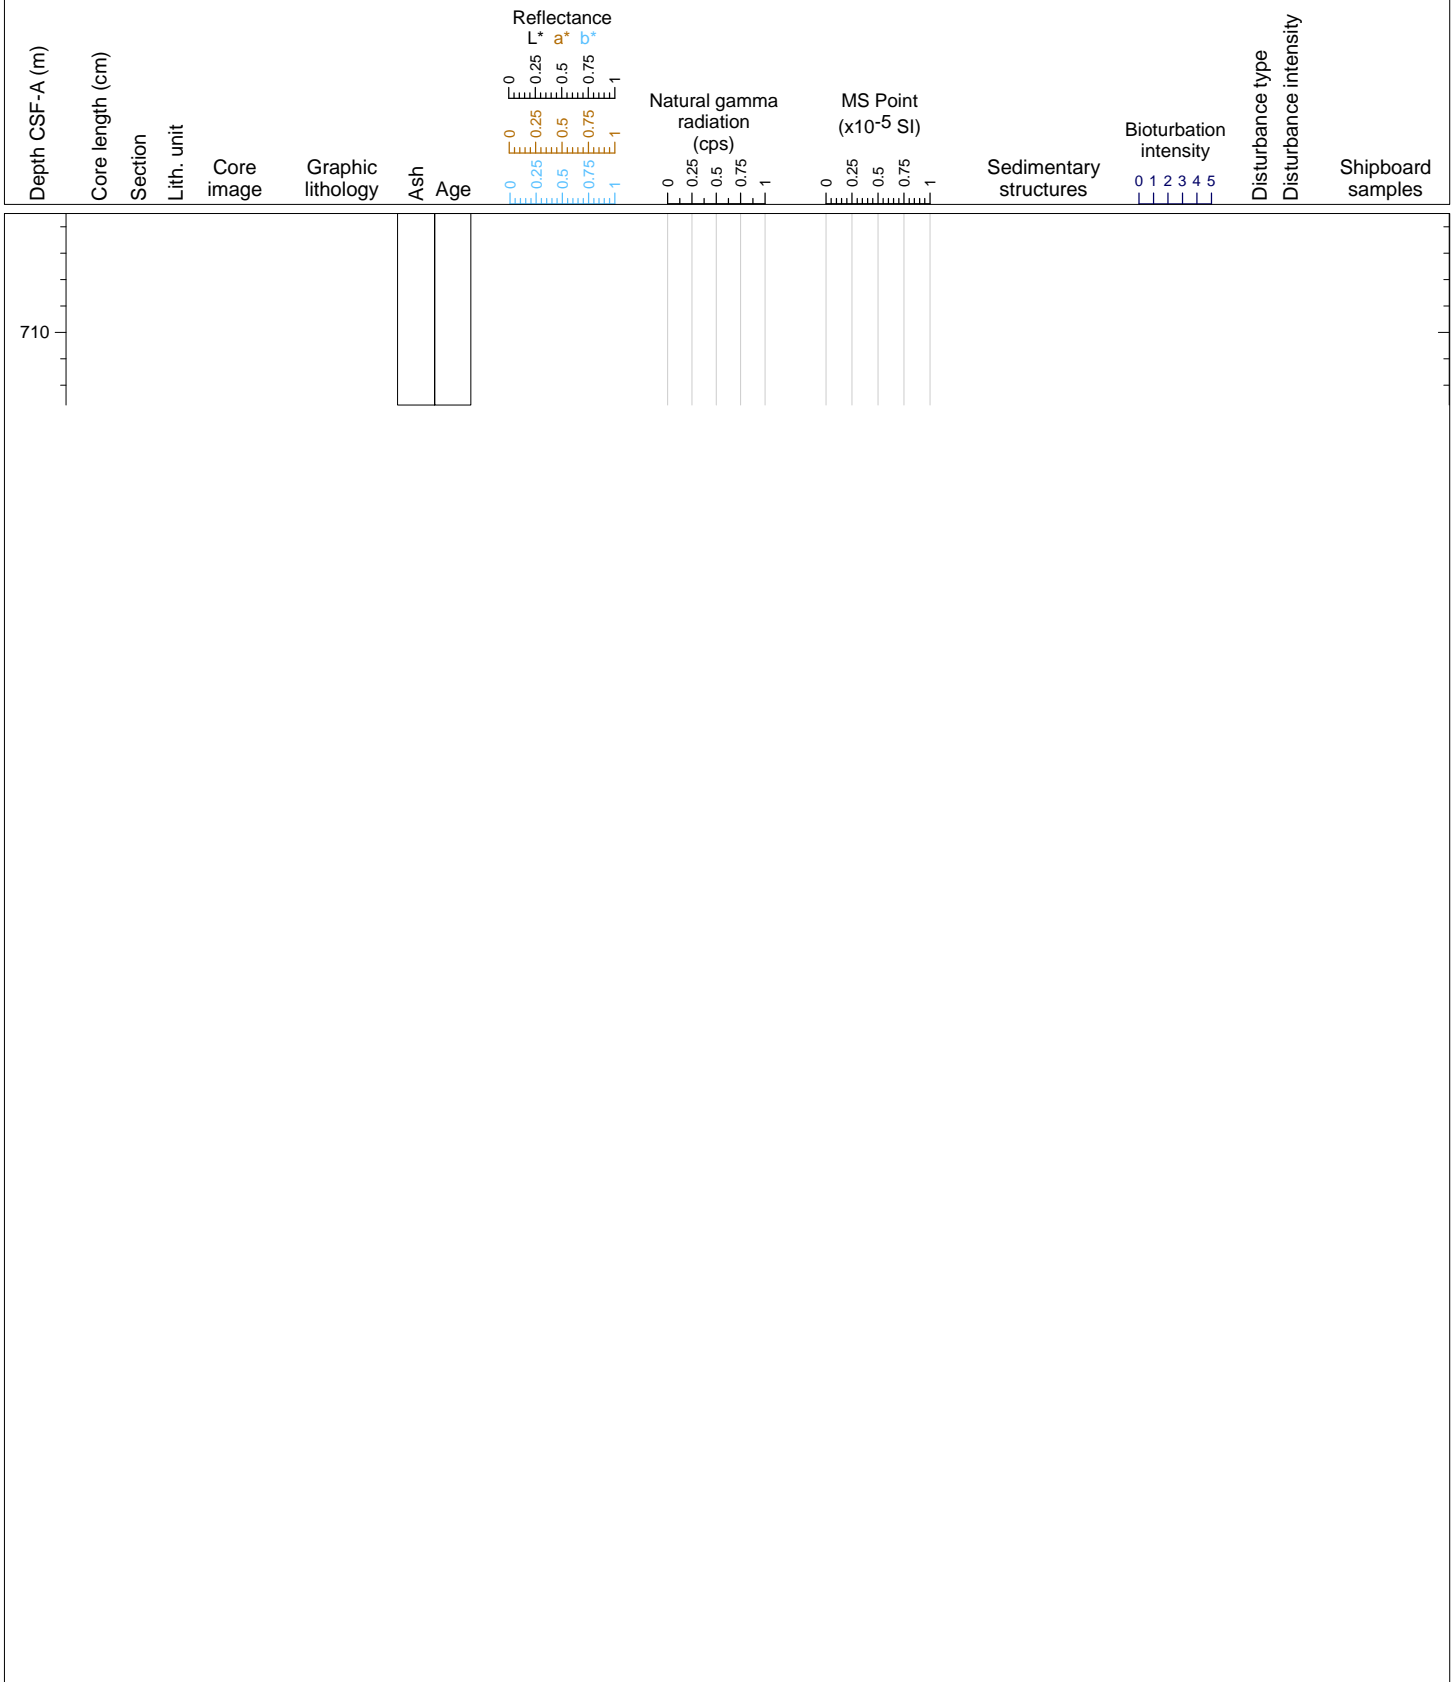 Depth CSF-A (m)
Core length (cm)
Section
Lith. unit
Core
image
Graphic
lithology
Ash
Age
Reflectance
L* a* b*
0 0.25 0.5 0.75 1
0 0.25 0.5 0.75 1
0 0.25 0.5 0.75 1
Natural gamma
radiation
(cps)
0 0.25 0.5 0.75 1
MS Point
(x10-5 SI)
0 0.25 0.5 0.75 1
Sedimentary
structures
Bioturbation
intensity
0 1 2 3 4 5
Disturbance type
Disturbance intensity
Shipboard
samples
710